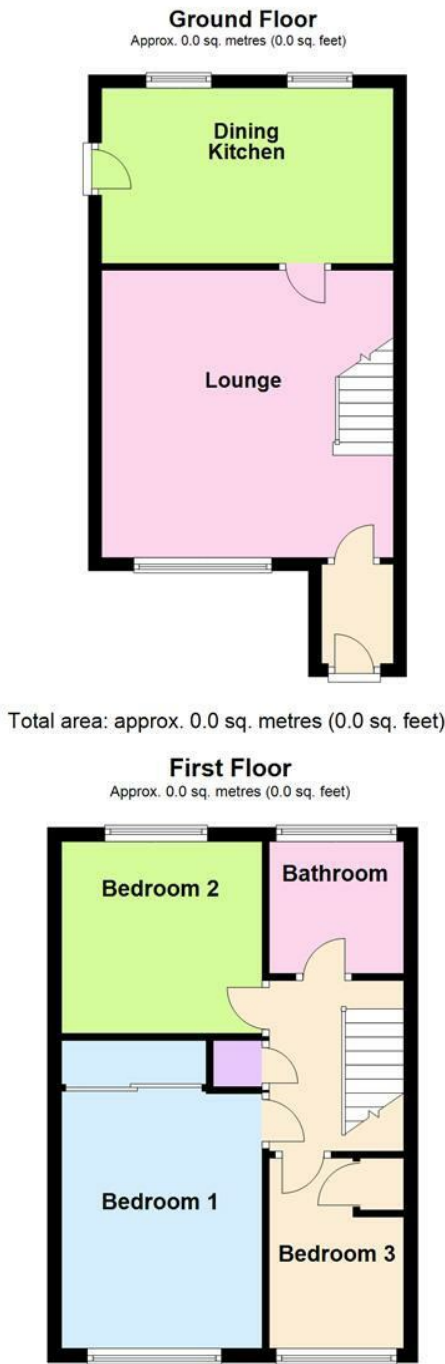 Ground Floor
Approx. 0.0 sq. metres (0.0 sq. feet)
Dining
Kitchen
Lounge
Total area: approx. 0.0 sq. metres (0.0 sq. feet)
First Floor
Approx. 0.0 sq. metres (0.0 sq. feet)
Bedroom 2
Bathroom
Bedroom 1
Bedroom 3